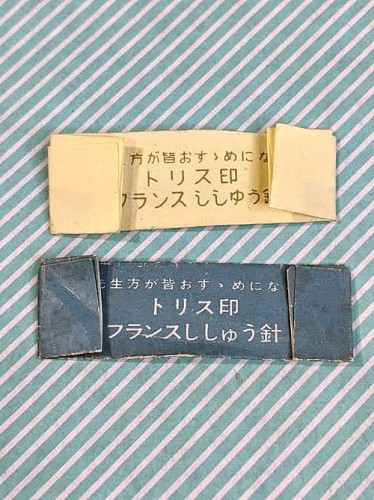 方が皆おすゝめにな
トリス印
フランスししゅう針
先生方が皆おすゝめにな
トリス印
フランスししゅう針